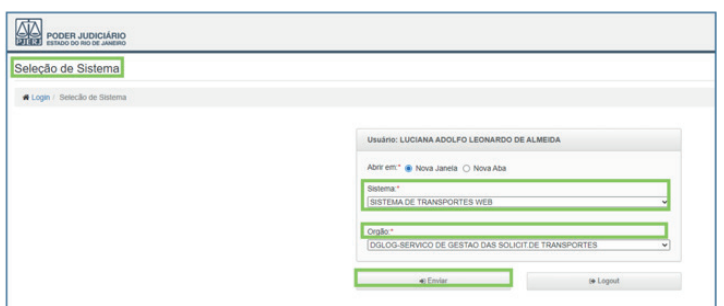 PJERJ
PODER JUDICIÁRIO
ESTADO DO RIO DE JANEIRO
Seleção de Sistema
Login / Selecão de Sistema
Usuário: LUCIANA ADOLFO LEONARDO DE ALMEIDA
Abrir em:* Nova Janela Nova Aba
Sistema:*
SISTEMA DE TRANSPORTES WEB
Orgão:*
DGLOG-SERVICO DE GESTAO DAS SOLICIT.DE TRANSPORTES
Enviar Logout